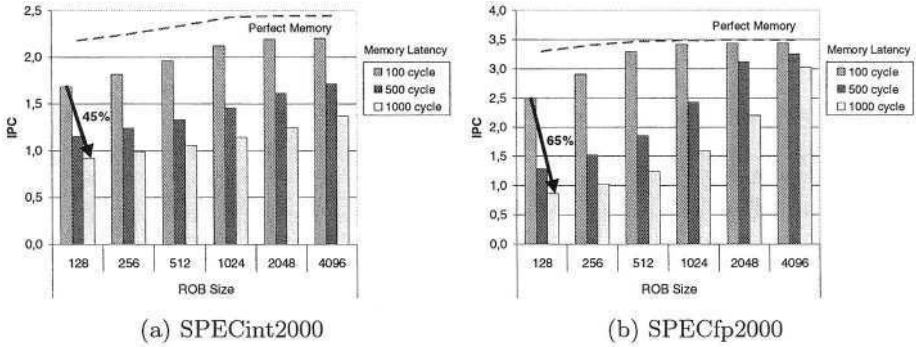 2,5
2,0
1,5
1,0
0,5
0,0
IPC
Perfect Memory
45%
Memory Latency
100 cycle
500 cycle
1000 cycle
128 256 512 1024 2048 4096
ROB Size
(a) SPECint2000
4,0
3,5
3,0
2,5
2,0
1,5
1,0
0,5
0,0
IPC
Perfect Memory
65%
Memory Latency
100 cycle
500 cycle
1000 cycle
128 256 512 1024 2048 4096
ROB Size
(b) SPECfp2000